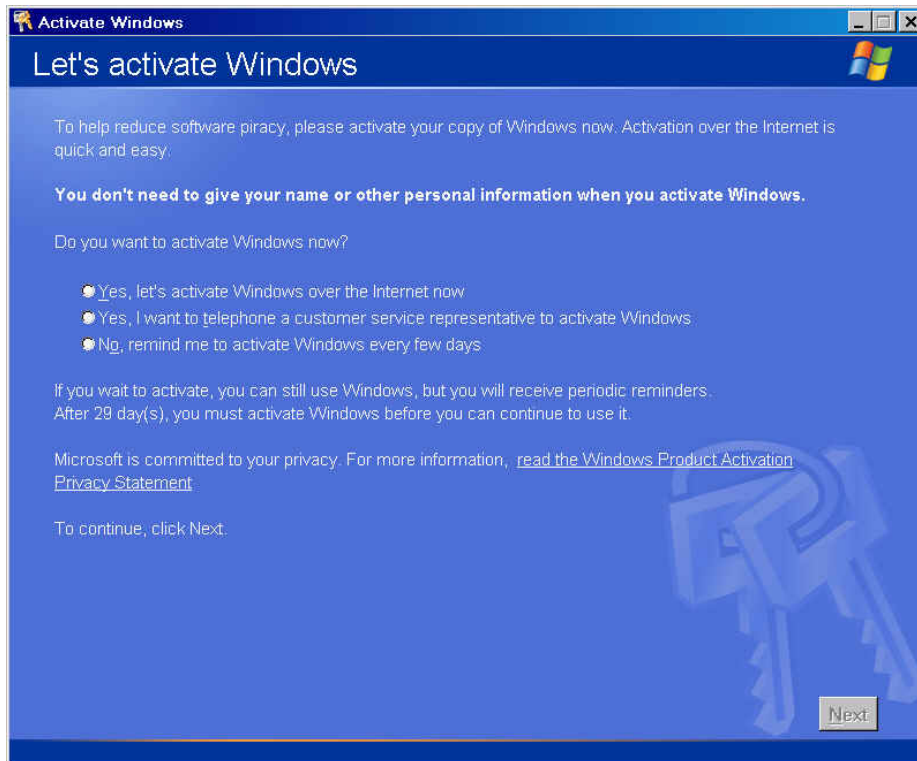 Activate Windows
Let's activate Windows
To help reduce software piracy, please activate your copy of Windows now. Activation over the Internet is
quick and easy.
You don't need to give your name or other personal information when you activate Windows.
Do you want to activate Windows now?
Yes, let's activate Windows over the Internet now
Yes, I want to telephone a customer service representative to activate Windows
No, remind me to activate Windows every few days
If you wait to activate, you can still use Windows, but you will receive periodic reminders.
After 29 day(s), you must activate Windows before you can continue to use it.
Microsoft is committed to your privacy. For more information, read the Windows Product Activation
Privacy Statement
To continue, click Next.
Next